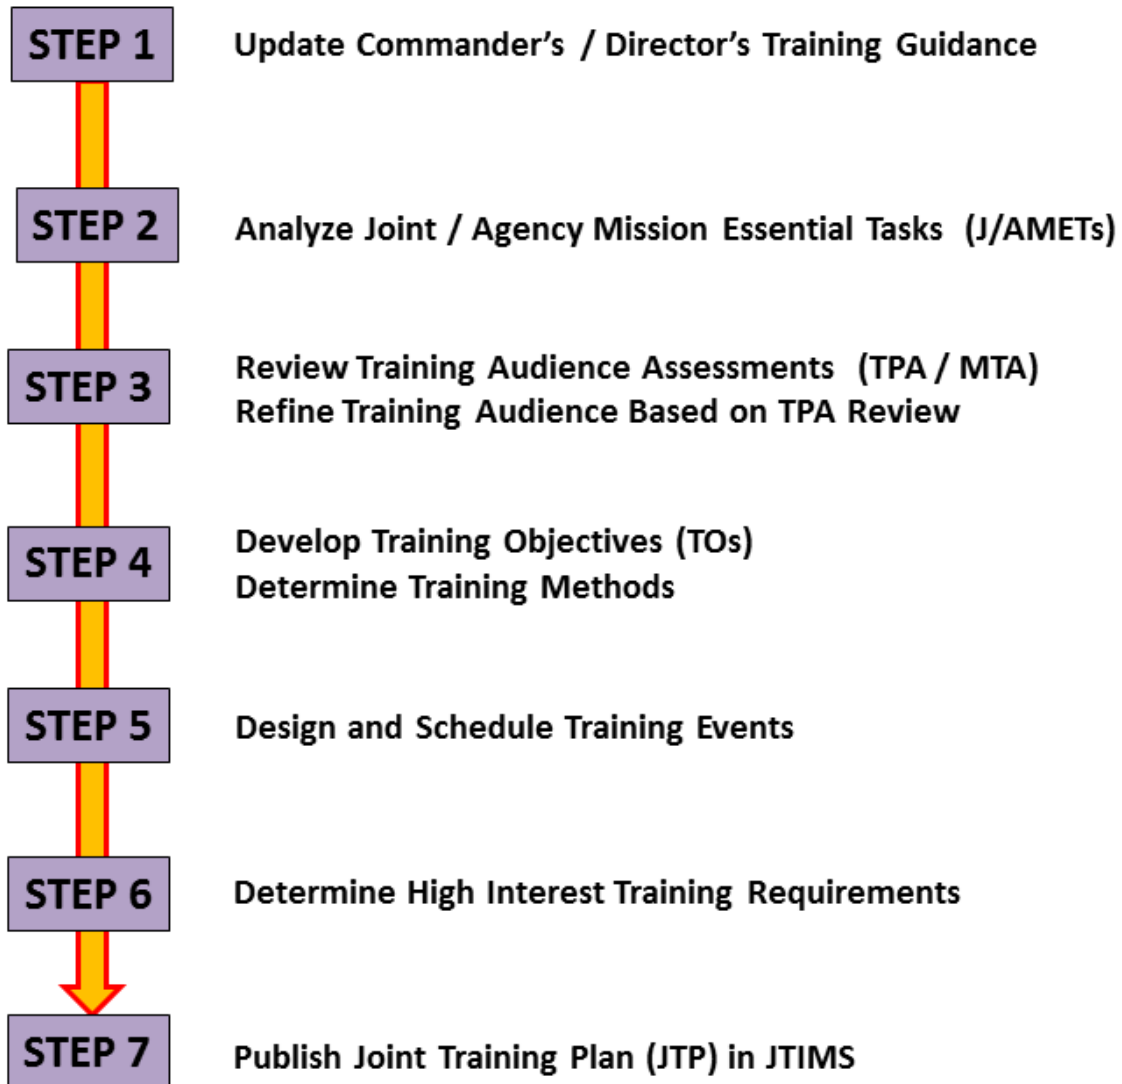 STEP 1
Update Commander's / Director's Training Guidance
STEP 2
Analyze Joint / Agency Mission Essential Tasks (J/AMETs)
STEP 3
Review Training Audience Assessments (TPA / MTA)
Refine Training Audience Based on TPA Review
STEP 4
Develop Training Objectives (TOs)
Determine Training Methods
STEP 5
Design and Schedule Training Events
STEP 6
Determine High Interest Training Requirements
STEP 7
Publish Joint Training Plan (JTP) in JTIMS